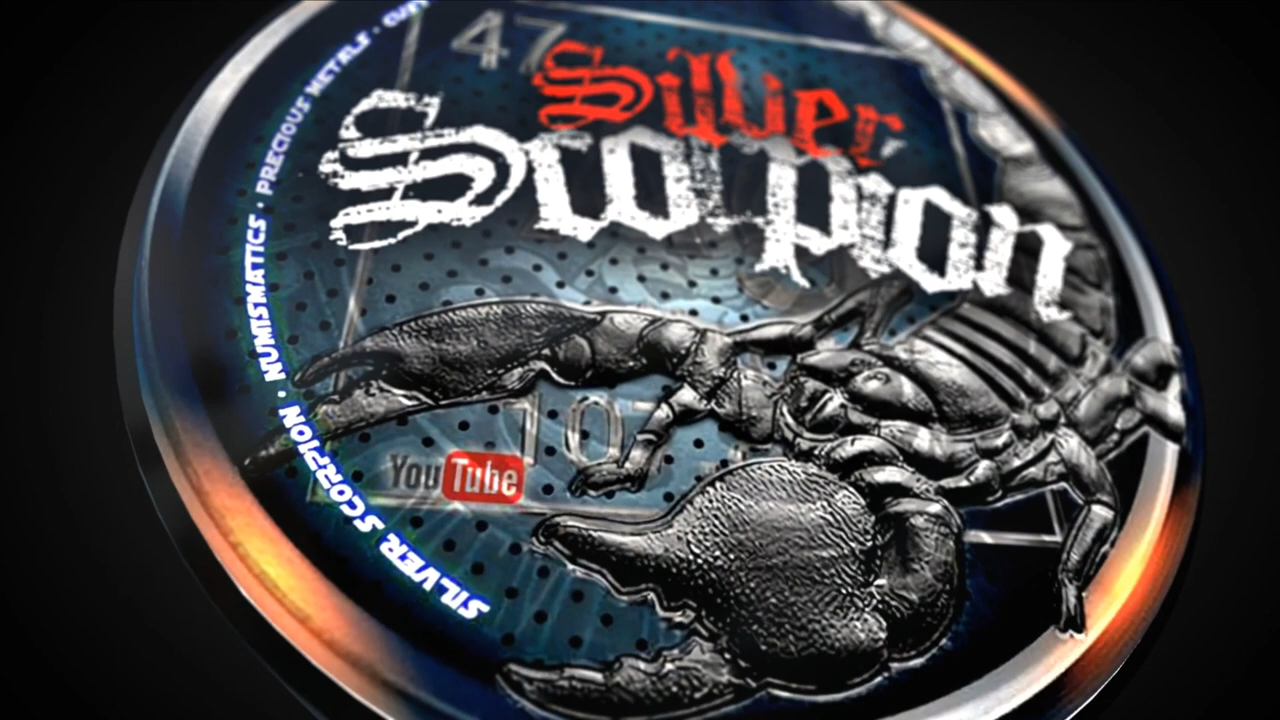 47
Silver
Scorpion
107
YouTube
SILVER SCORPION · NUMISMATICS · PRECIOUS METALS ·